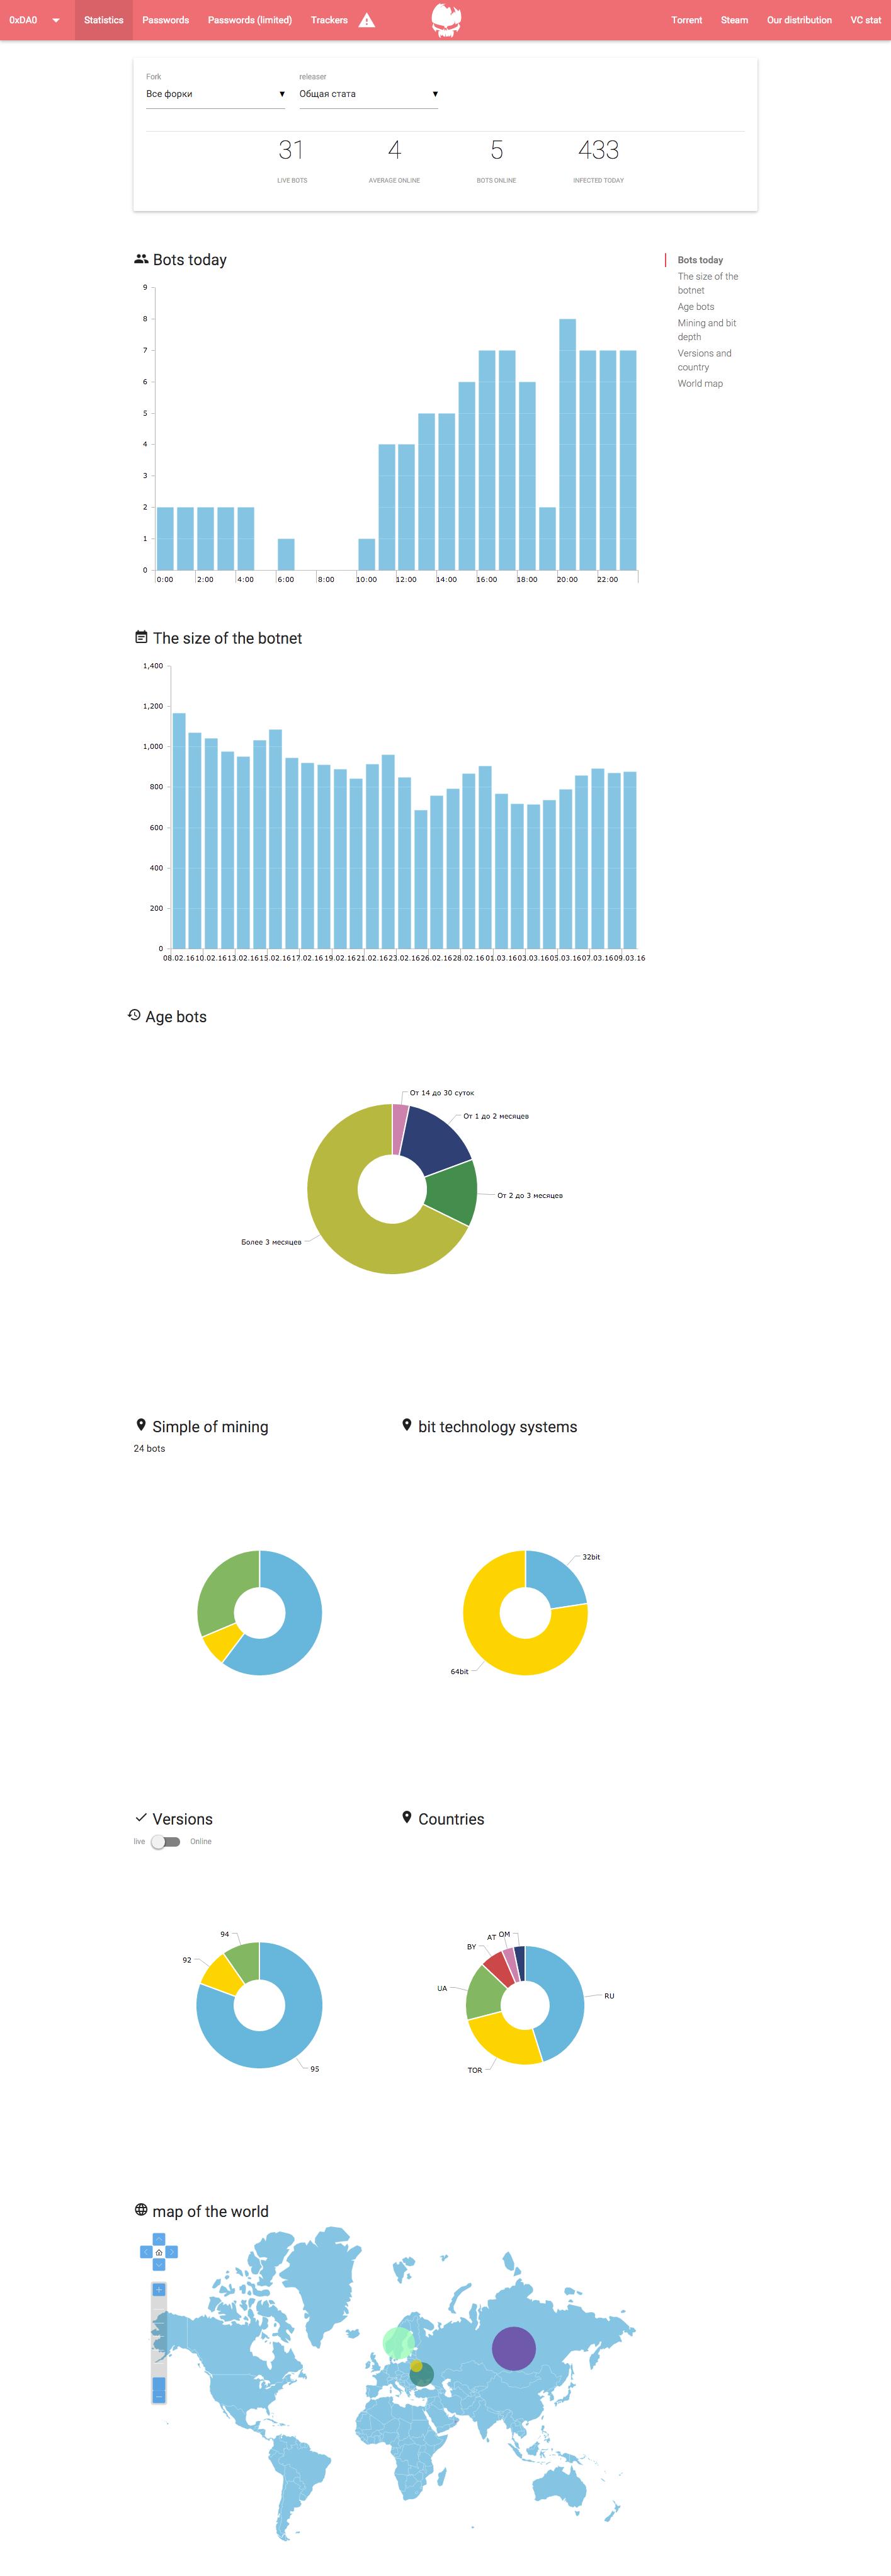 0xDA0 Statistics Passwords Passwords (limited) Trackers Torrent Steam Our distribution VC stat
Fork releaser
Все форки ▼ Общая стата ▼
31 4 5 433
LIVE BOTS AVERAGE ONLINE BOTS ONLINE INFECTED TODAY
Bots today
Bots today
The size of the
botnet
Age bots
Mining and bit
depth
Versions and
country
World map
9
8
7
6
5
4
3
2
1
0
0:00 2:00 4:00 6:00 8:00 10:00 12:00 14:00 16:00 18:00 20:00 22:00
The size of the botnet
1,400
1,200
1,000
800
600
400
200
0
08.02.16 10.02.16 13.02.16 15.02.16 17.02.16 19.02.16 21.02.16 23.02.16 26.02.16 28.02.16 01.03.16 03.03.16 05.03.16 07.03.16 09.03.16
Age bots
От 14 до 30 суток
От 1 до 2 месяцев
От 2 до 3 месяцев
Более 3 месяцев
Simple of mining bit technology systems
24 bots
32bit
64bit
Versions Countries
live Online
94
92
95
OM
AT
BY
UA
RU
TOR
map of the world